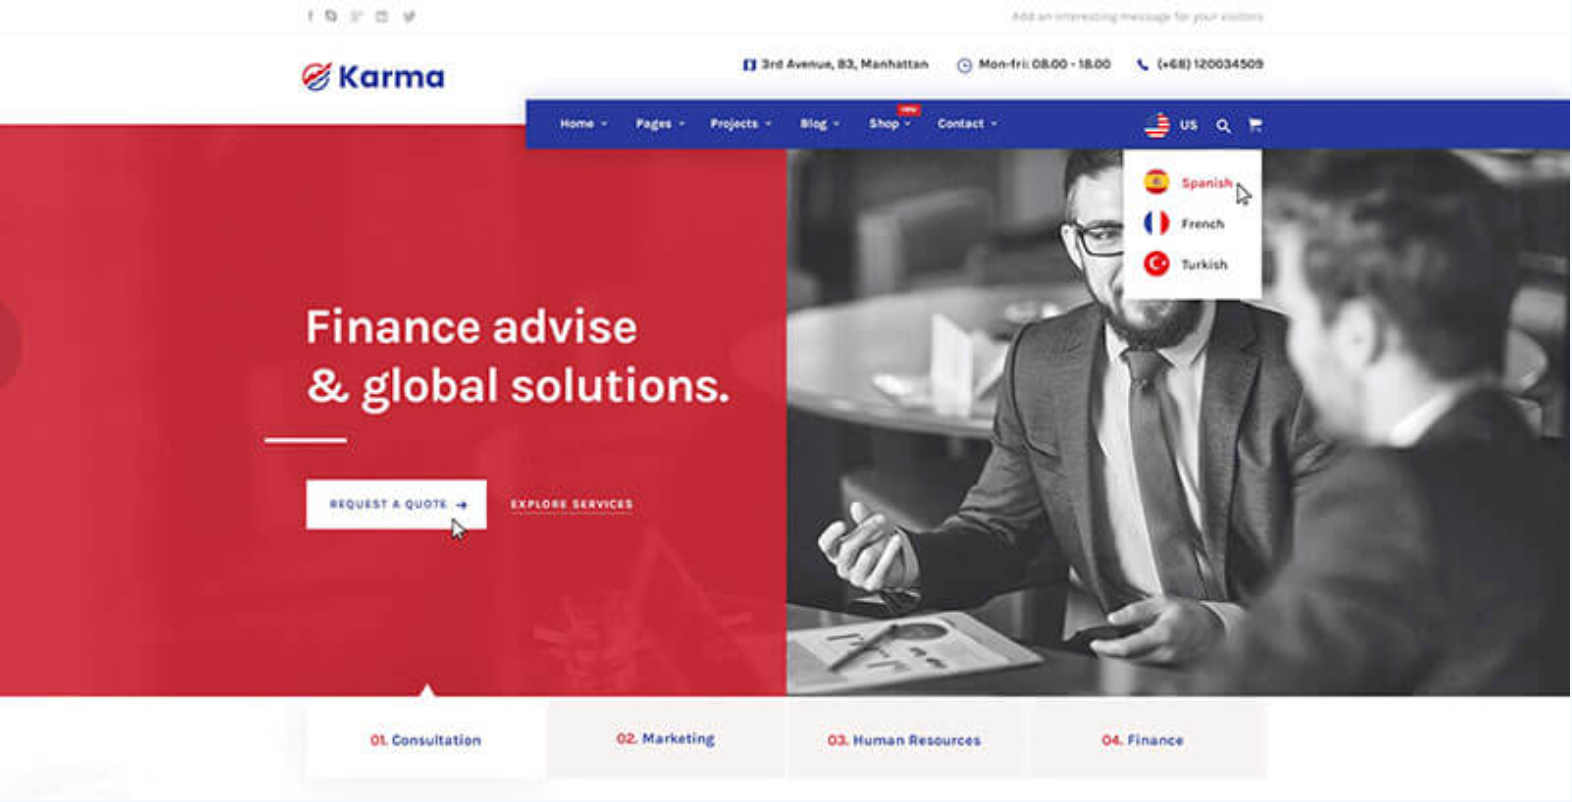 Add an interesting message for your visitors
Karma
3rd Avenue, 83, Manhattan
Mon-fri: 08.00 - 18.00
(+68) 120034509
Home
Pages
Projects
Blog
Shop
new
Contact
US
Spanish
French
Turkish
Finance advise
& global solutions.
REQUEST A QUOTE
EXPLORE SERVICES
01. Consultation
02. Marketing
03. Human Resources
04. Finance